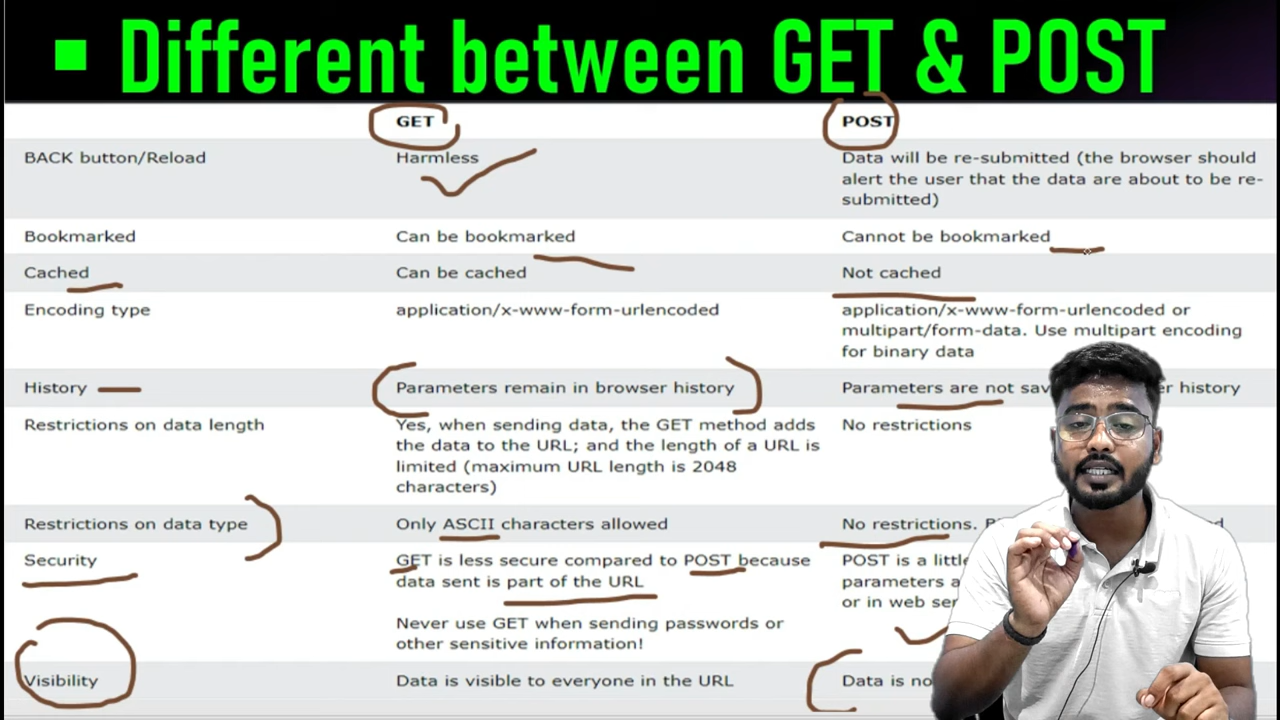 ▪ Different between GET & POST
GET POST
BACK button/Reload Harmless Data will be re-submitted (the browser should
alert the user that the data are about to be re-
submitted)
Bookmarked Can be bookmarked Cannot be bookmarked
Cached Can be cached Not cached
Encoding type application/x-www-form-urlencoded application/x-www-form-urlencoded or
multipart/form-data. Use multipart encoding
for binary data
History Parameters remain in browser history Parameters are not history
Restrictions on data length Yes, when sending data, the GET method adds No restrictions
the data to the URL; and the length of a URL is
limited (maximum URL length is 2048
characters)
Restrictions on data type Only ASCII characters allowed No restrictions.
Security GET is less secure compared to POST because POST is a
data sent is part of the URL parameters
or in web
Never use GET when sending passwords or
other sensitive information!
Visibility Data is visible to everyone in the URL Data is